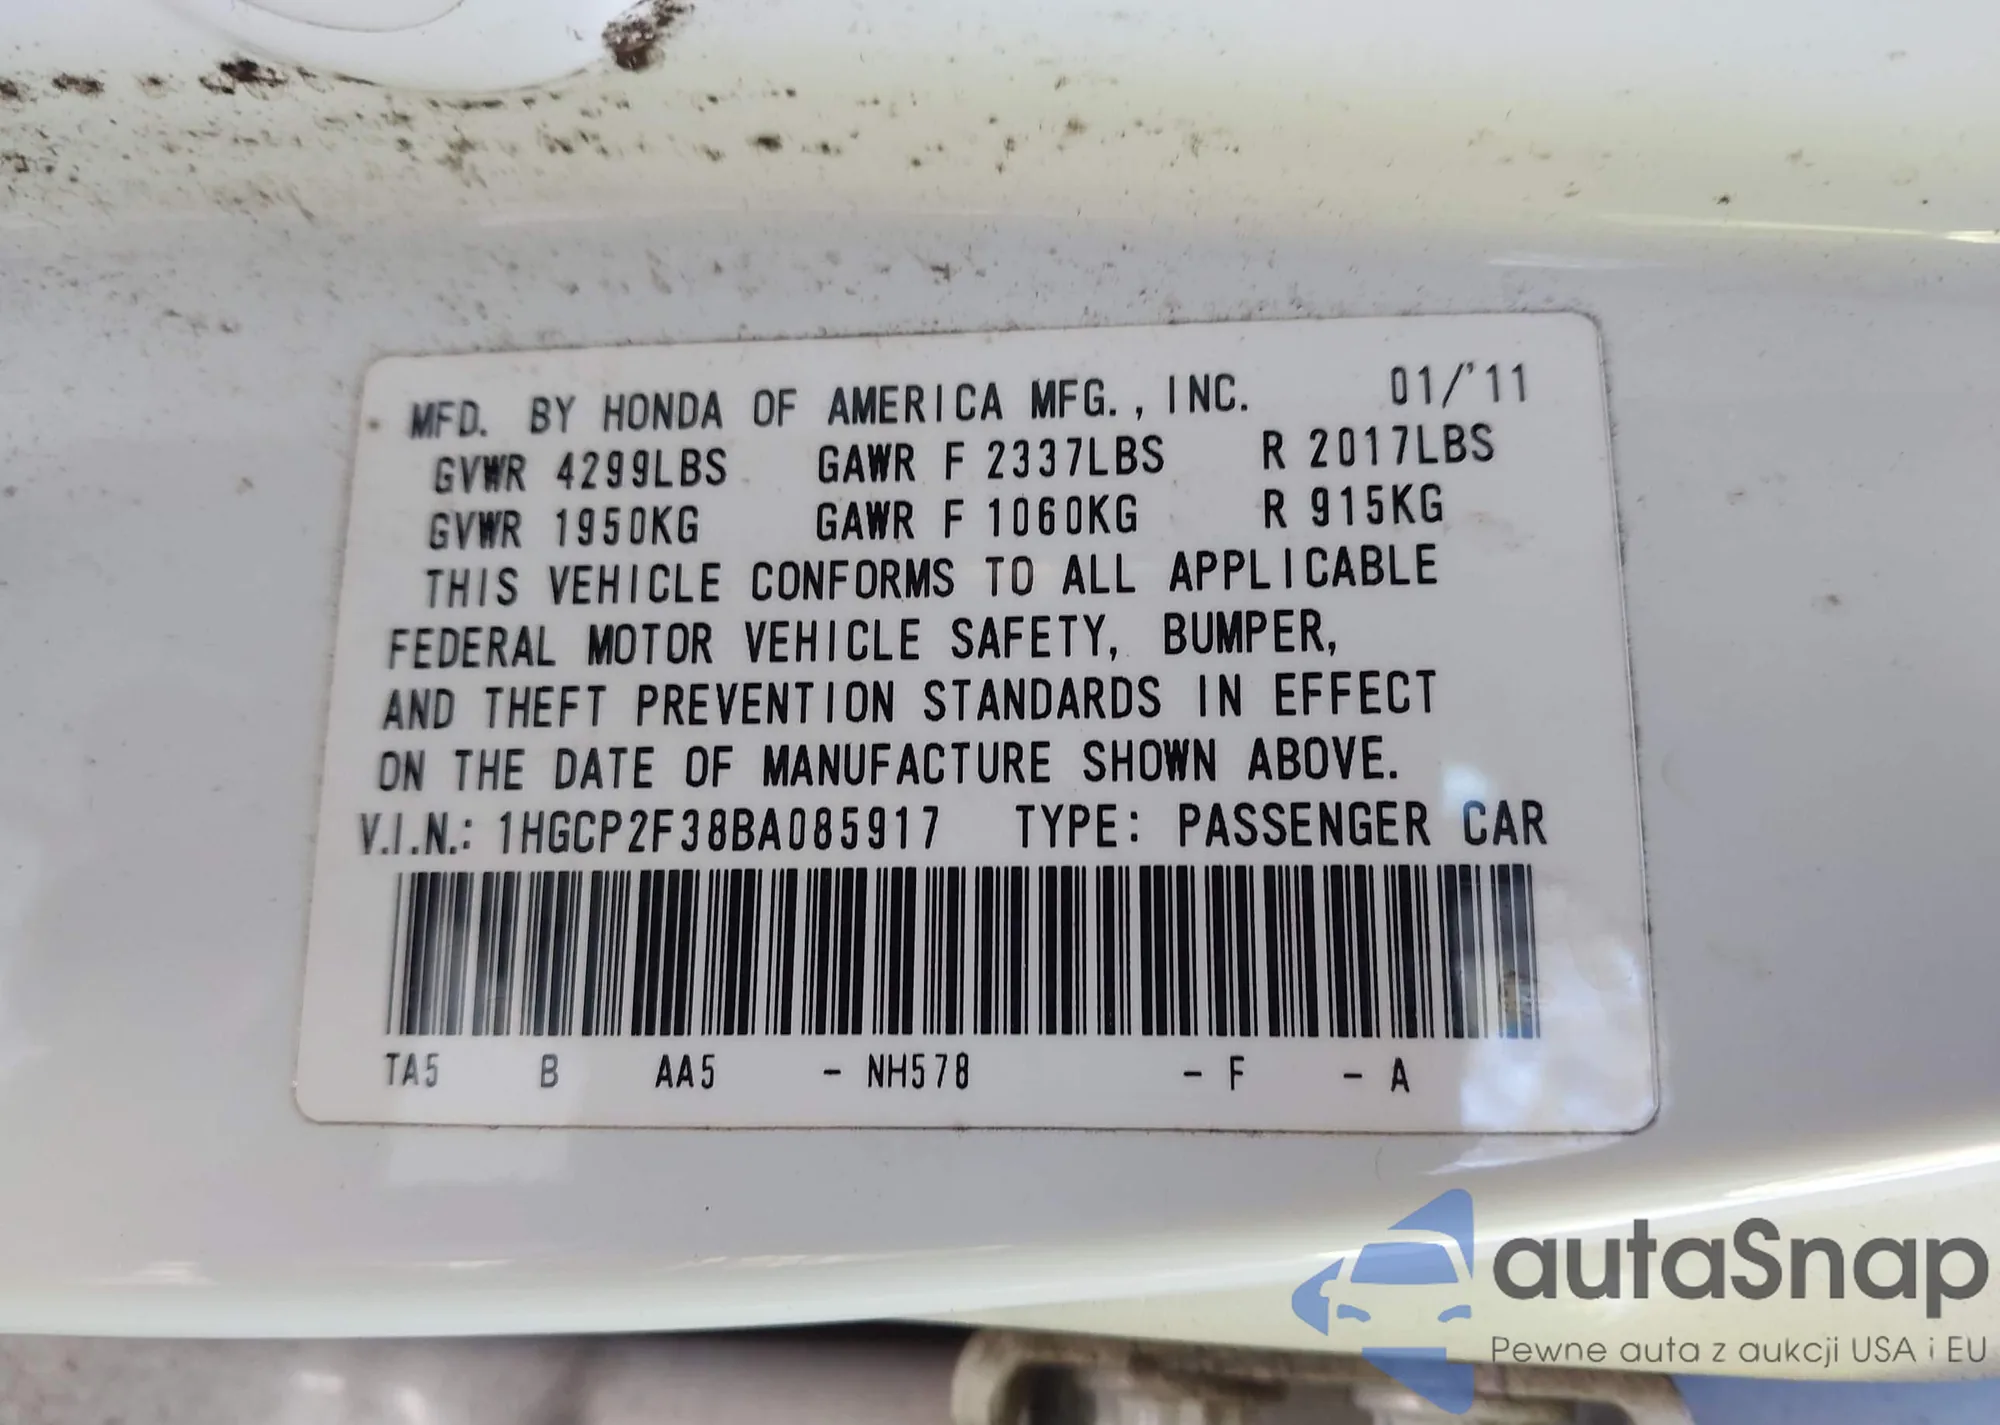 MFD. BY HONDA OF AMERICA MFG., INC. 01/'11
GVWR 4299LBS GAWR F 2337LBS R 2017LBS
GVWR 1950KG GAWR F 1060KG R 915KG
THIS VEHICLE CONFORMS TO ALL APPLICABLE
FEDERAL MOTOR VEHICLE SAFETY, BUMPER,
AND THEFT PREVENTION STANDARDS IN EFFECT
ON THE DATE OF MANUFACTURE SHOWN ABOVE.
V.I.N.: 1HGCP2F38BA085917 TYPE: PASSENGER CAR
TA5 B AA5 - NH578 - F - A
autaSnap
Pewne auta z aukcji USA i EU